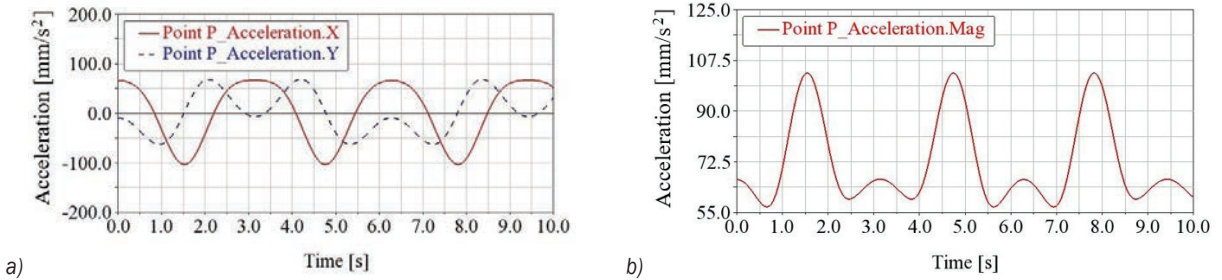 Acceleration [mm/s²]
200.0
100.0
0.0
-100.0
-200.0
Point P_Acceleration.X
Point P_Acceleration.Y
0.0 1.0 2.0 3.0 4.0 5.0 6.0 7.0 8.0 9.0 10.0
Time [s]
a)
Acceleration [mm/s²]
125.0
107.5
90.0
72.5
55.0
Point P_Acceleration.Mag
0.0 1.0 2.0 3.0 4.0 5.0 6.0 7.0 8.0 9.0 10.0
Time [s]
b)